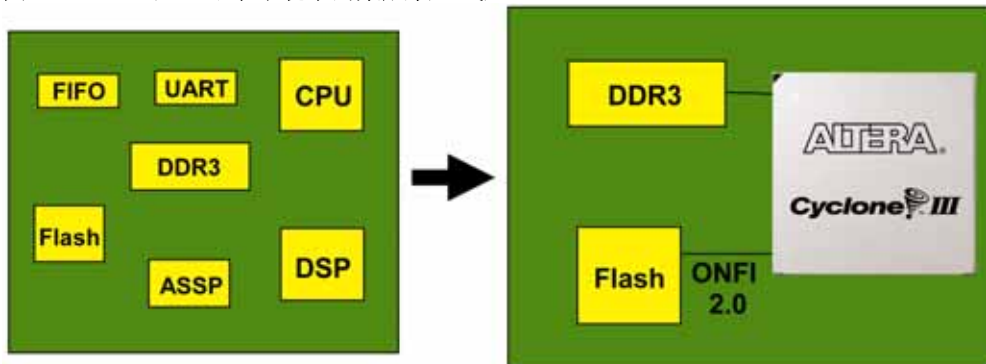 FIFO
UART
CPU
DDR3
Flash
ASSP
DSP
DDR3
Flash
ONFI
2.0
ALTERA®
Cyclone III